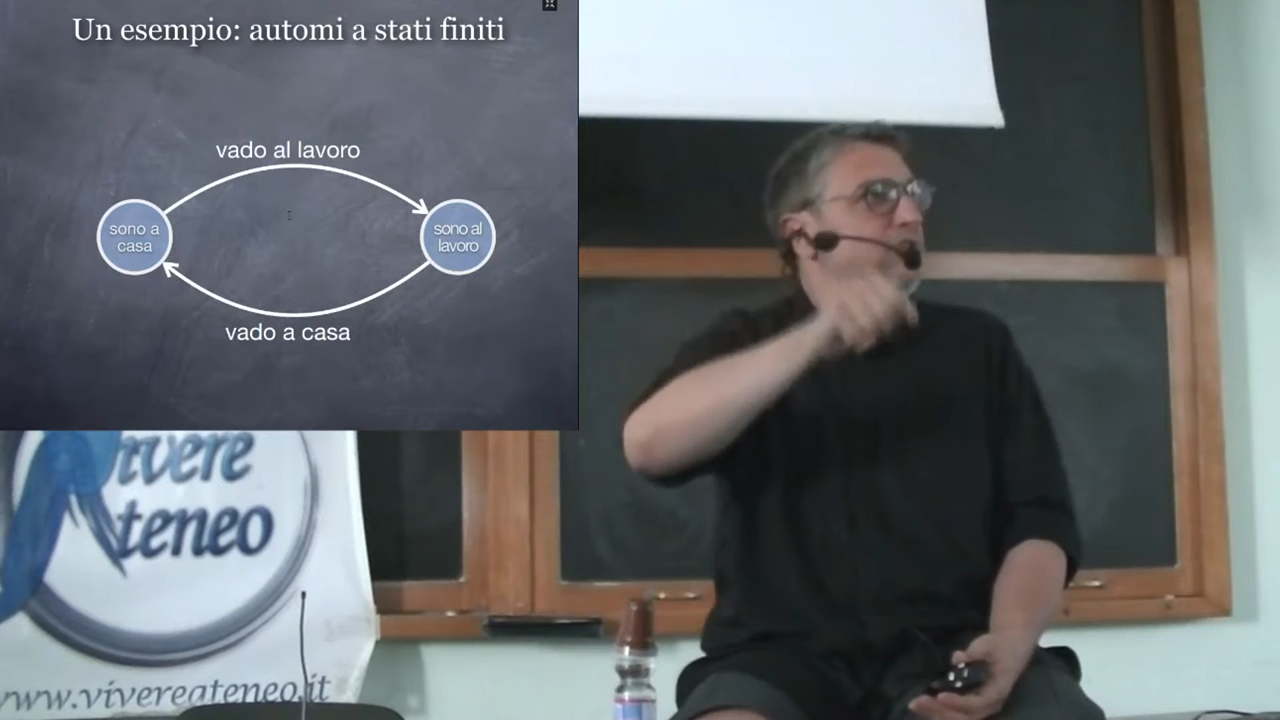 Un esempio: automi a stati finiti
vado al lavoro
sono a
casa
sono al
lavoro
vado a casa
Vivere
Ateneo
www.vivereateneo.it